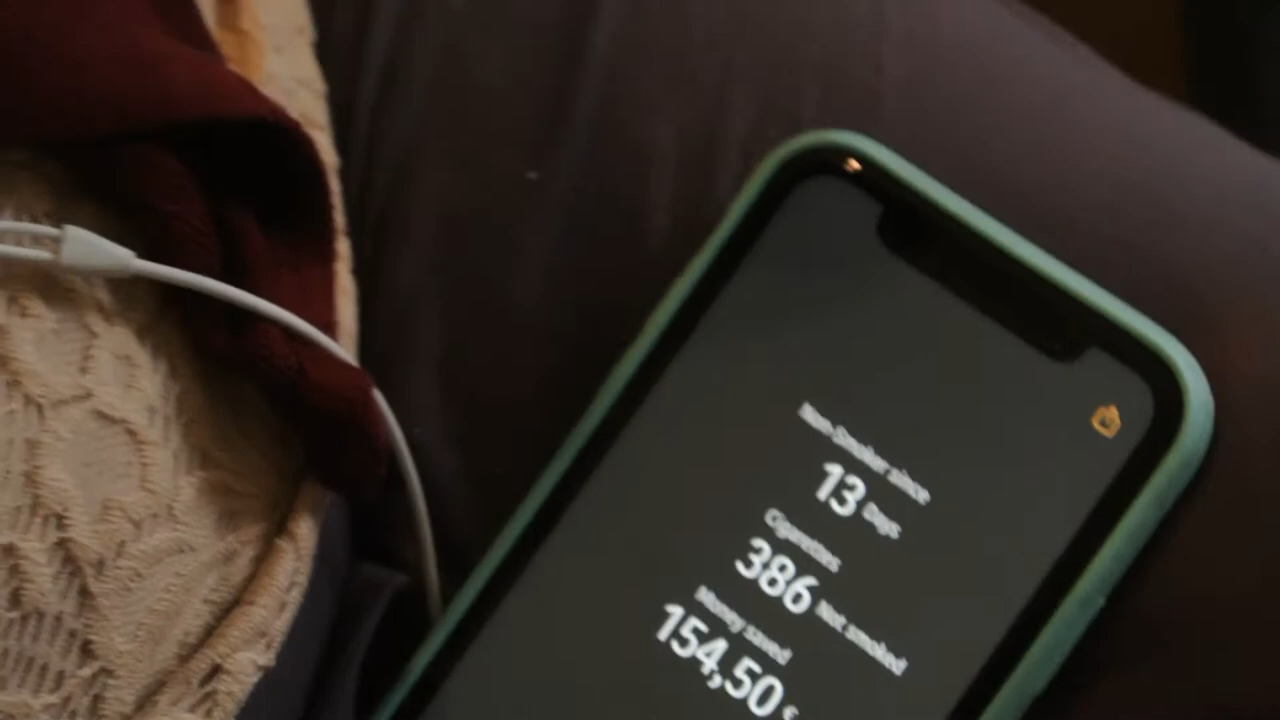 Non-Smoker since
13 Days
Cigarettes
386 Not smoked
Money saved
154,50 €